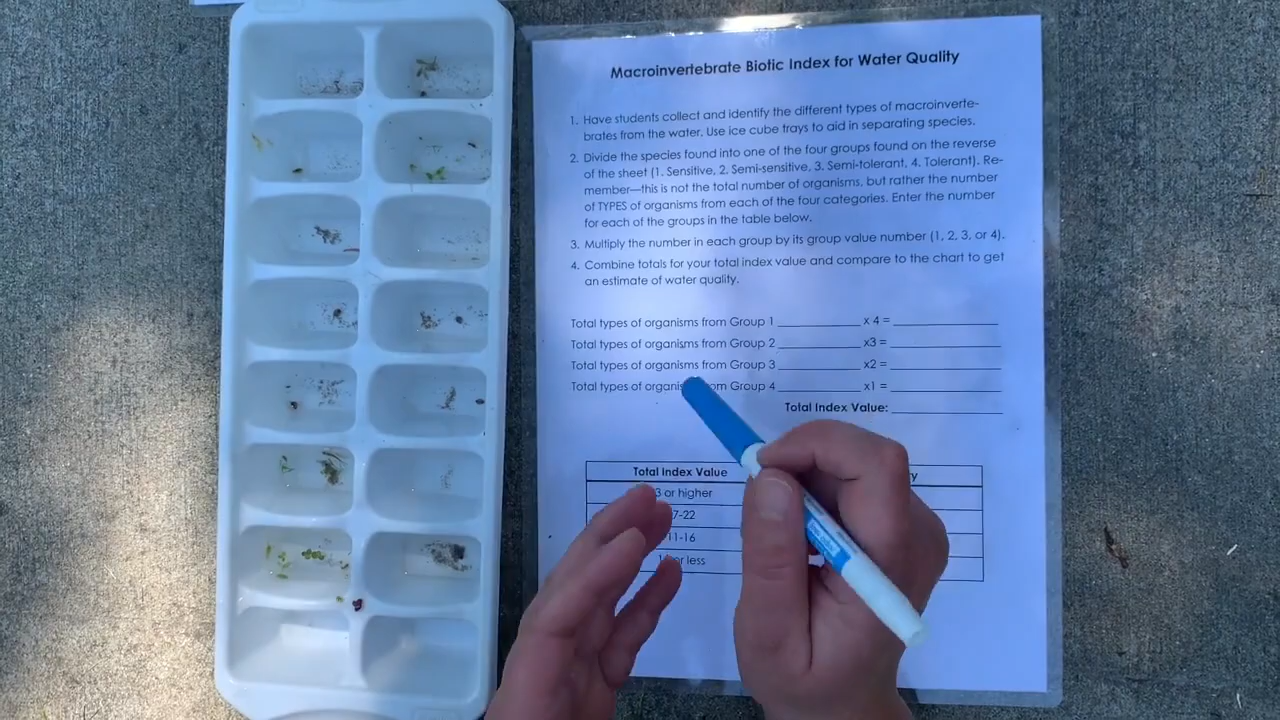 Macroinvertebrate Biotic Index for Water Quality
1. Have students collect and identify the different types of macroinverte-
brates from the water. Use ice cube trays to aid in separating species.
2. Divide the species found into one of the four groups found on the reverse
of the sheet (1. Sensitive, 2. Semi-sensitive, 3. Semi-tolerant, 4. Tolerant). Re-
member—this is not the total number of organisms, but rather the number
of TYPES of organisms from each of the four categories. Enter the number
for each of the groups in the table below.
3. Multiply the number in each group by its group value number (1, 2, 3, or 4).
4. Combine totals for your total index value and compare to the chart to get
an estimate of water quality.
Total types of organisms from Group 1 ________ x 4 = ________
Total types of organisms from Group 2 ________ x3 = ________
Total types of organisms from Group 3 ________ x2 = ________
Total types of from Group 4 ________ x1 = ________
Total Index Value: ________
Total Index Value
or higher
11-16
or less